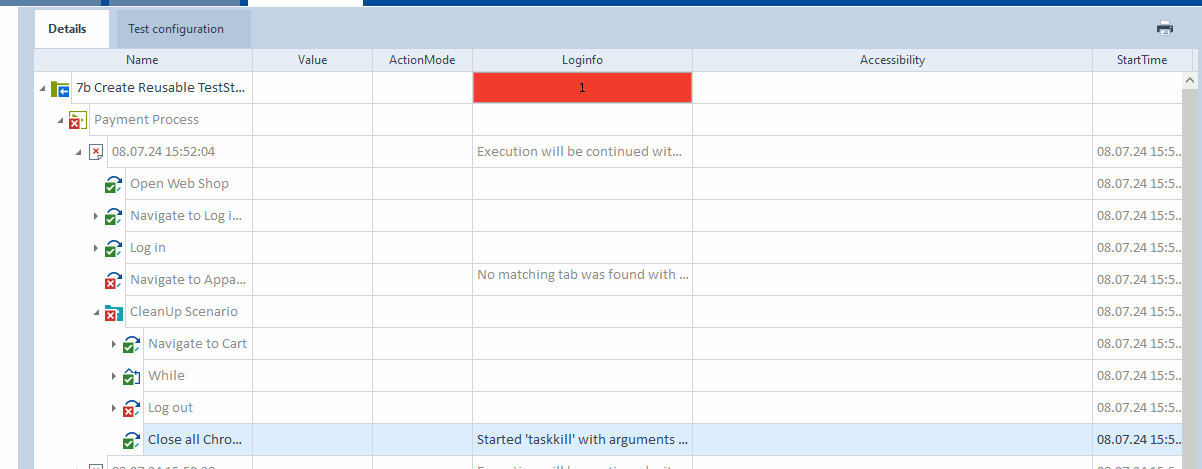 Details Test configuration
Name Value ActionMode Loginfo Accessibility StartTime
7b Create Reusable TestSt... 1
Payment Process
08.07.24 15:52:04 Execution will be continued wit... 08.07.24 15:5...
Open Web Shop 08.07.24 15:5...
Navigate to Log i... 08.07.24 15:5...
Log in 08.07.24 15:5...
Navigate to Appa... No matching tab was found with ... 08.07.24 15:5...
CleanUp Scenario 08.07.24 15:5...
Navigate to Cart 08.07.24 15:5...
While 08.07.24 15:5...
Log out 08.07.24 15:5...
Close all Chro... Started 'taskkill' with arguments ... 08.07.24 15:5...